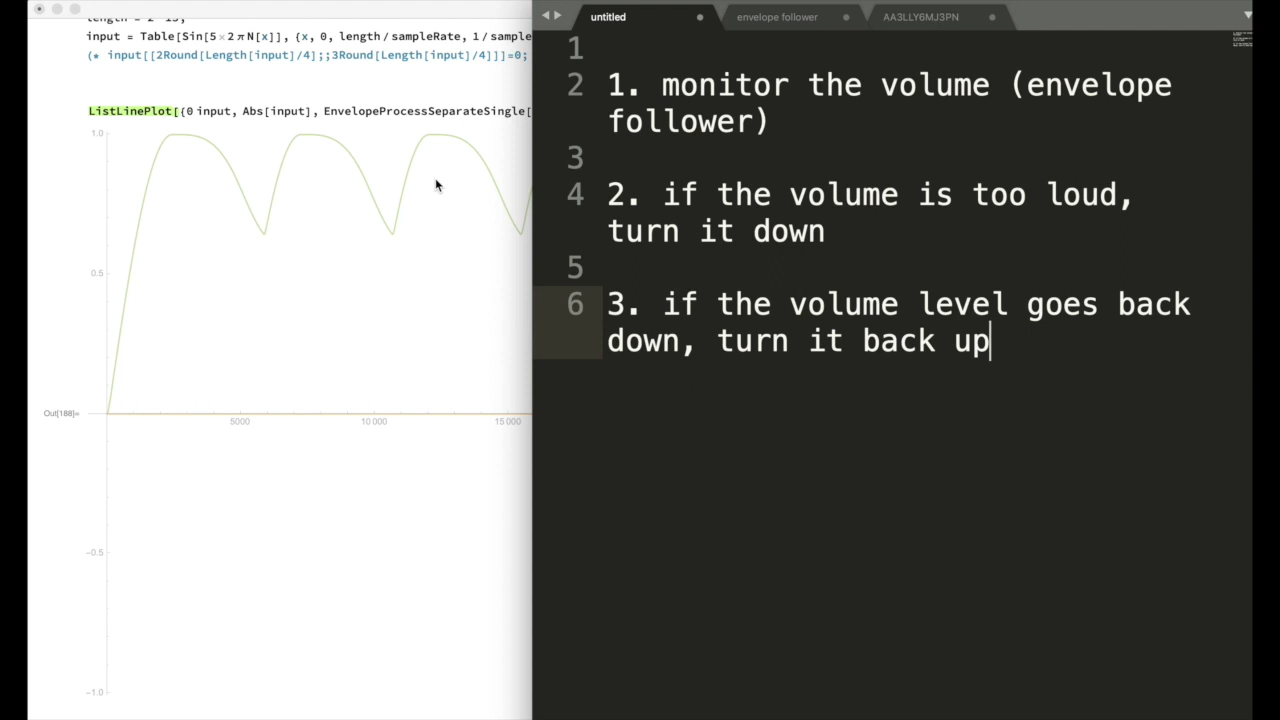 length = 2^15;
input = Table[Sin[5×2πN[x]], {x, 0, length/sampleRate, 1/sample
(* input[[2Round[Length[input]/4];;3Round[Length[input]/4]]]=0;
ListLinePlot[{0 input, Abs[input], EnvelopeProcessSeparateSingle[
1.0
0.5
Out[188]=
5000
10 000
15 000
-0.5
-1.0
untitled
envelope follower
AA3LLY6MJ3PN
1
2 1. monitor the volume (envelope
follower)
3
4 2. if the volume is too loud,
turn it down
5
6 3. if the volume level goes back
down, turn it back up